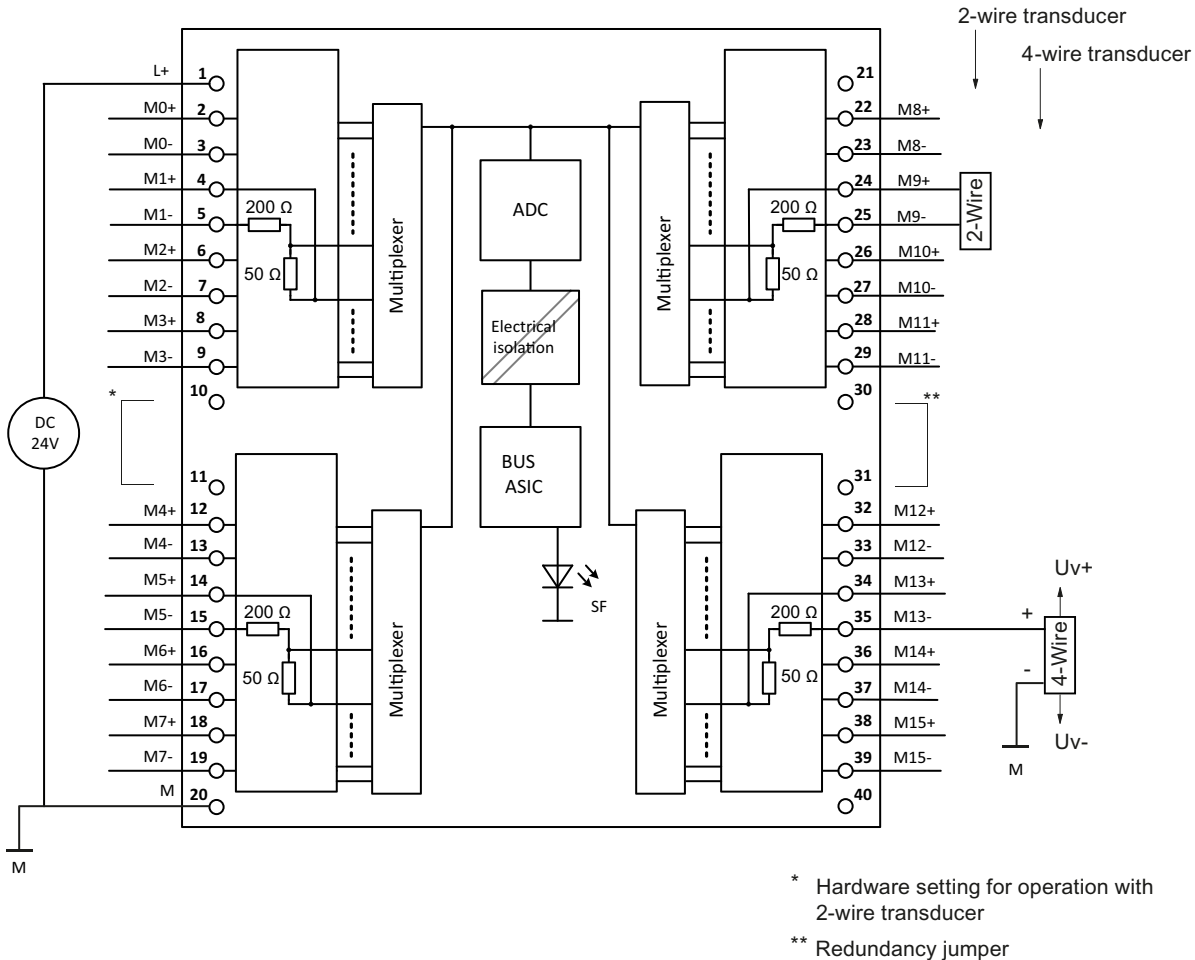 2-wire transducer
4-wire transducer
L+ 1
M0+ 2
M0- 3
M1+ 4
M1- 5
M2+ 6
M2- 7
M3+ 8
M3- 9
10
*
DC
24V
11
M4+ 12
M4- 13
M5+ 14
M5- 15
M6+ 16
M6- 17
M7+ 18
M7- 19
M 20
M
200 Ω
50 Ω
Multiplexer
200 Ω
50 Ω
Multiplexer
ADC
Electrical
isolation
BUS
ASIC
SF
Multiplexer
200 Ω
50 Ω
Multiplexer
200 Ω
50 Ω
21
22 M8+
23 M8-
24 M9+
25 M9-
26 M10+
27 M10-
28 M11+
29 M11-
30
**
31
32 M12+
33 M12-
34 M13+
35 M13-
36 M14+
37 M14-
38 M15+
39 M15-
40
2-Wire
Uv+
+
4-Wire
-
Uv-
M
* Hardware setting for operation with
2-wire transducer
** Redundancy jumper